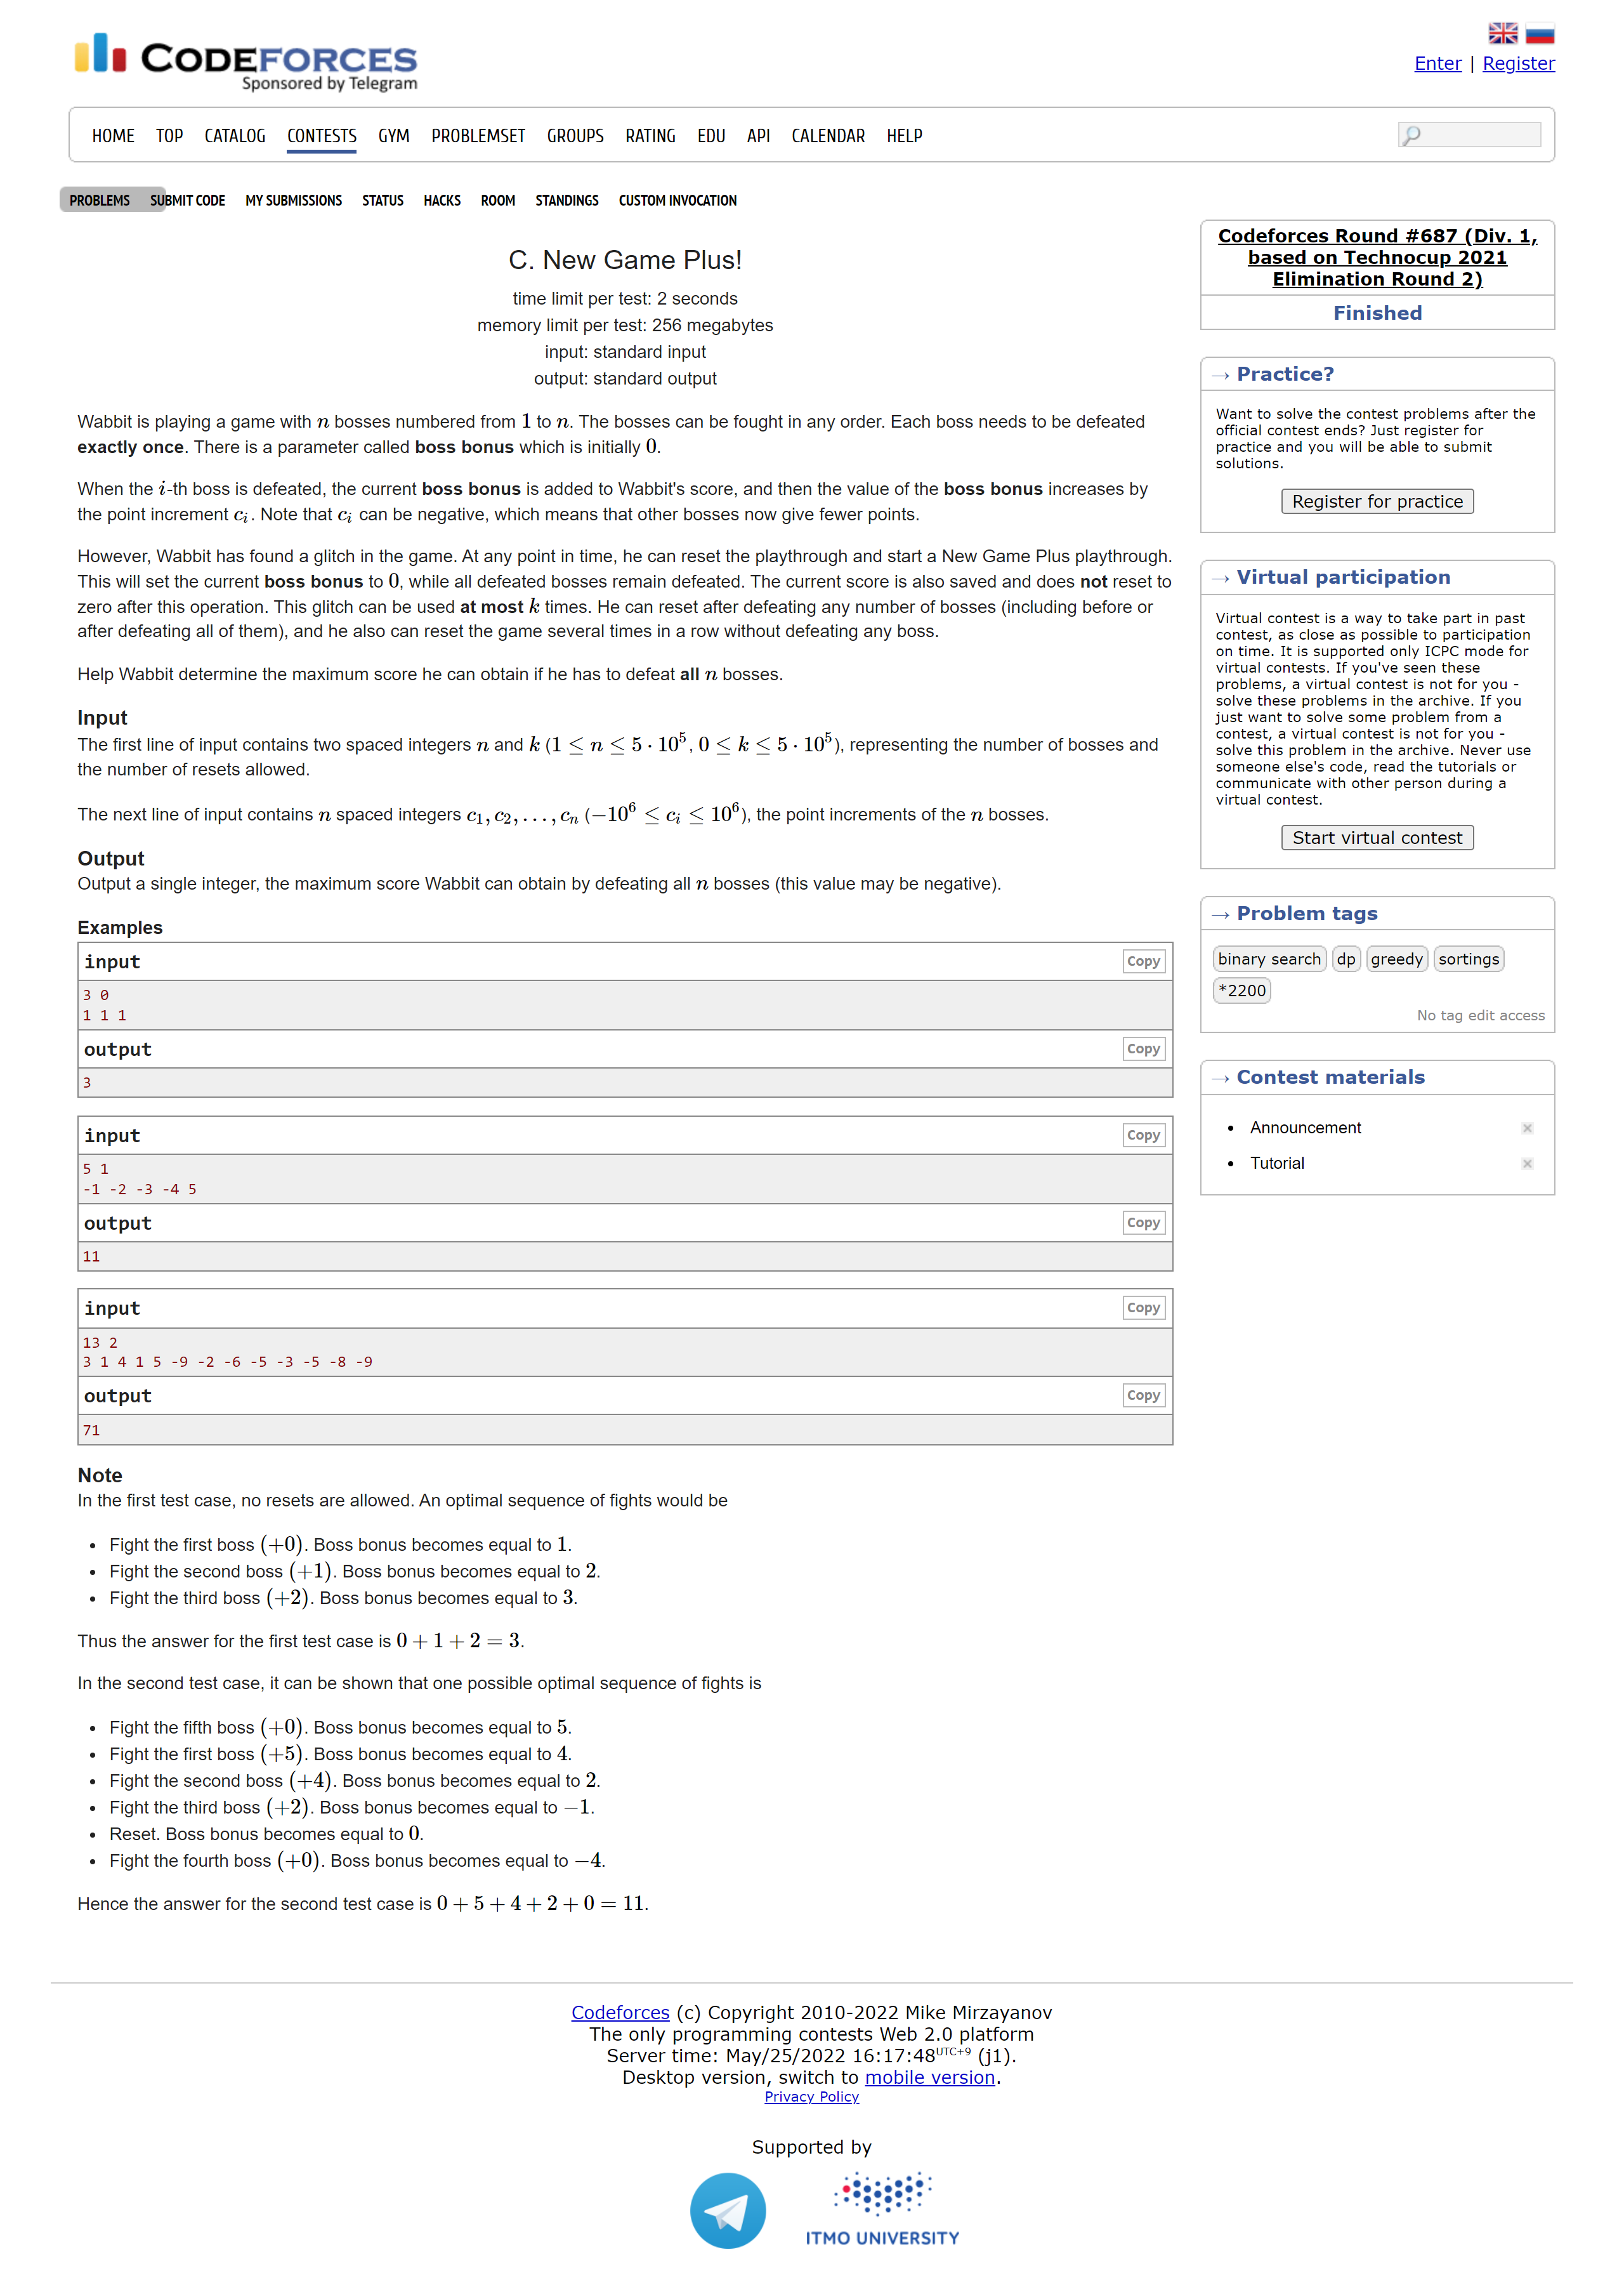 CODEFORCES
Sponsored by Telegram
Enter | Register
HOME TOP CATALOG CONTESTS GYM PROBLEMSET GROUPS RATING EDU API CALENDAR HELP
PROBLEMS SUBMIT CODE MY SUBMISSIONS STATUS HACKS ROOM STANDINGS CUSTOM INVOCATION
C. New Game Plus!
time limit per test: 2 seconds
memory limit per test: 256 megabytes
input: standard input
output: standard output
Wabbit is playing a game with n bosses numbered from 1 to n. The bosses can be fought in any order. Each boss needs to be defeated
exactly once. There is a parameter called boss bonus which is initially 0.
When the i-th boss is defeated, the current boss bonus is added to Wabbit's score, and then the value of the boss bonus increases by
the point increment c_i. Note that c_i can be negative, which means that other bosses now give fewer points.
However, Wabbit has found a glitch in the game. At any point in time, he can reset the playthrough and start a New Game Plus playthrough.
This will set the current boss bonus to 0, while all defeated bosses remain defeated. The current score is also saved and does not reset to
zero after this operation. This glitch can be used at most k times. He can reset after defeating any number of bosses (including before or
after defeating all of them), and he also can reset the game several times in a row without defeating any boss.
Help Wabbit determine the maximum score he can obtain if he has to defeat all n bosses.
Input
The first line of input contains two spaced integers n and k (1 ≤ n ≤ 5 · 10^5, 0 ≤ k ≤ 5 · 10^5), representing the number of bosses and
the number of resets allowed.
The next line of input contains n spaced integers c_1, c_2, …, c_n (−10^6 ≤ c_i ≤ 10^6), the point increments of the n bosses.
Output
Output a single integer, the maximum score Wabbit can obtain by defeating all n bosses (this value may be negative).
Examples
input Copy
3 0
1 1 1
output Copy
3
input Copy
5 1
-1 -2 -3 -4 5
output Copy
11
input Copy
13 2
3 1 4 1 5 -9 -2 -6 -5 -3 -5 -8 -9
output Copy
71
Note
In the first test case, no resets are allowed. An optimal sequence of fights would be
• Fight the first boss (+0). Boss bonus becomes equal to 1.
• Fight the second boss (+1). Boss bonus becomes equal to 2.
• Fight the third boss (+2). Boss bonus becomes equal to 3.
Thus the answer for the first test case is 0 + 1 + 2 = 3.
In the second test case, it can be shown that one possible optimal sequence of fights is
• Fight the fifth boss (+0). Boss bonus becomes equal to 5.
• Fight the first boss (+5). Boss bonus becomes equal to 4.
• Fight the second boss (+4). Boss bonus becomes equal to 2.
• Fight the third boss (+2). Boss bonus becomes equal to −1.
• Reset. Boss bonus becomes equal to 0.
• Fight the fourth boss (+0). Boss bonus becomes equal to −4.
Hence the answer for the second test case is 0 + 5 + 4 + 2 + 0 = 11.
Codeforces Round #687 (Div. 1,
based on Technocup 2021
Elimination Round 2)
Finished
→ Practice?
Want to solve the contest problems after the
official contest ends? Just register for
practice and you will be able to submit
solutions.
Register for practice
→ Virtual participation
Virtual contest is a way to take part in past
contest, as close as possible to participation
on time. It is supported only ICPC mode for
virtual contests. If you've seen these
problems, a virtual contest is not for you -
solve these problems in the archive. If you
just want to solve some problem from a
contest, a virtual contest is not for you -
solve this problem in the archive. Never use
someone else's code, read the tutorials or
communicate with other person during a
virtual contest.
Start virtual contest
→ Problem tags
binary search dp greedy sortings
*2200
No tag edit access
→ Contest materials
• Announcement
• Tutorial
Codeforces (c) Copyright 2010-2022 Mike Mirzayanov
The only programming contests Web 2.0 platform
Server time: May/25/2022 16:17:48 UTC+9 (j1).
Desktop version, switch to mobile version.
Privacy Policy
Supported by
ITMO UNIVERSITY